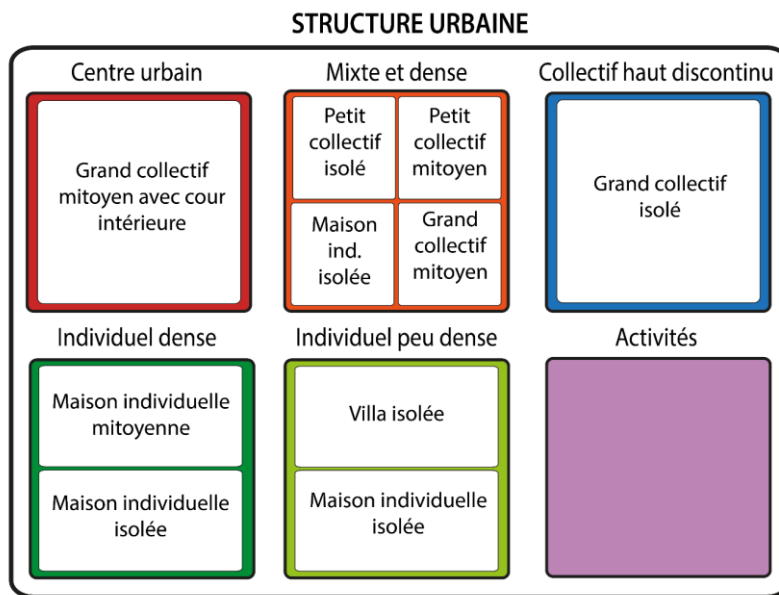 STRUCTURE URBAINE
Centre urbain
Grand collectif
mitoyen avec cour
intérieure
Mixte et dense
Petit
collectif
isolé
Petit
collectif
mitoyen
Maison
ind.
isolée
Grand
collectif
mitoyen
Collectif haut discontinu
Grand collectif
isolé
Individuel dense
Maison individuelle
mitoyenne
Maison individuelle
isolée
Individuel peu dense
Villa isolée
Maison individuelle
isolée
Activités